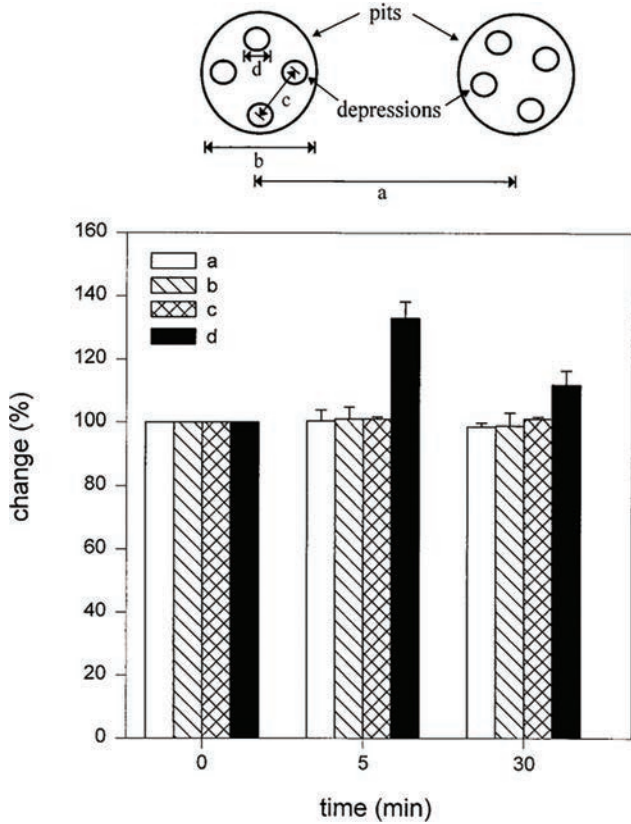 pits
d
c
depressions
b
a
160
140
120
100
80
60
40
20
0
change (%)
a
b
c
d
0 5 30
time (min)